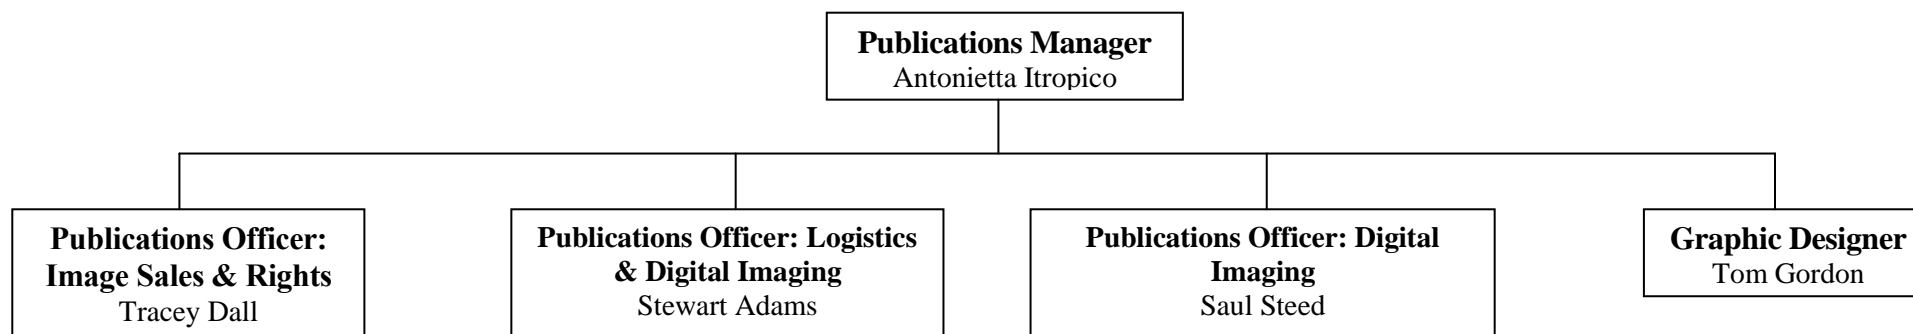 Publications Manager
Antonietta Itropico
Publications Officer:
Image Sales & Rights
Tracey Dall
Publications Officer: Logistics
& Digital Imaging
Stewart Adams
Publications Officer: Digital
Imaging
Saul Steed
Graphic Designer
Tom Gordon